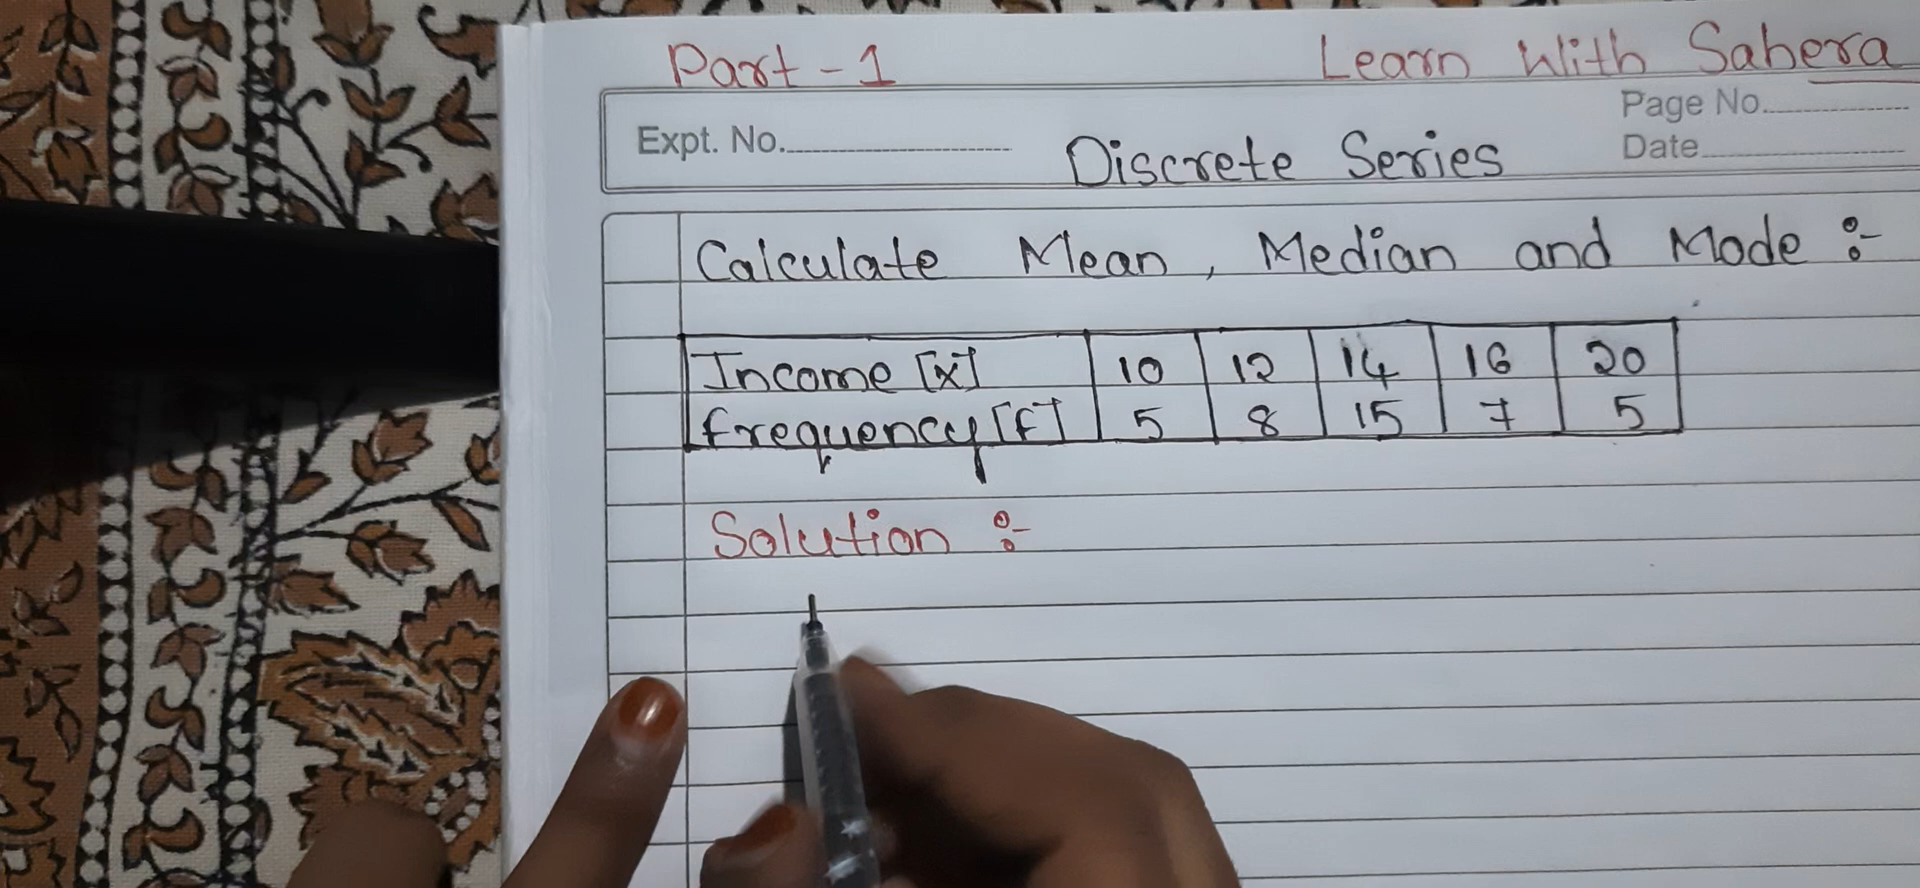 Part - 1 Learn With Sahera
Page No.
Expt. No. Discrete Series
Date
Calculate Mean, Median and Mode :-
Income [x] 10 12 14 16 20
frequency [f] 5 8 15 7 5
Solution :-